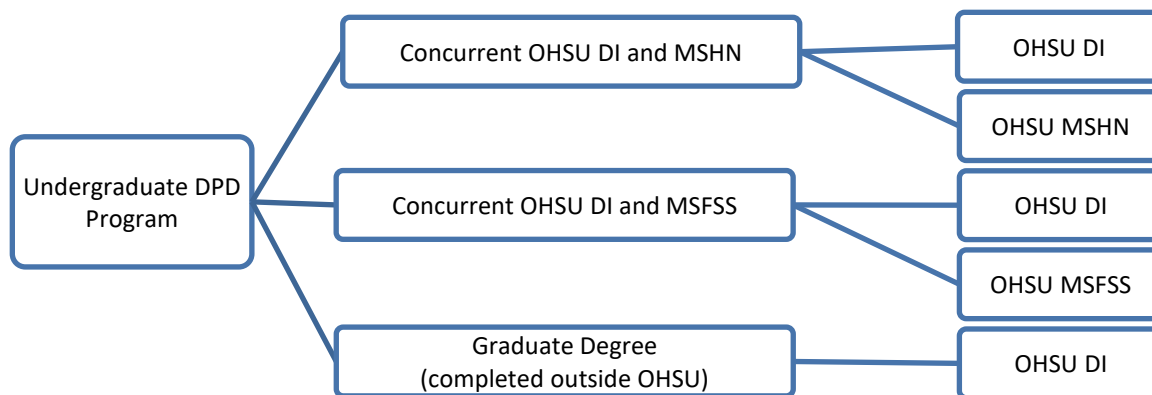 Undergraduate DPD
Program
Concurrent OHSU DI and MSHN
OHSU DI
OHSU MSHN
Concurrent OHSU DI and MSFSS
OHSU DI
OHSU MSFSS
Graduate Degree
(completed outside OHSU)
OHSU DI